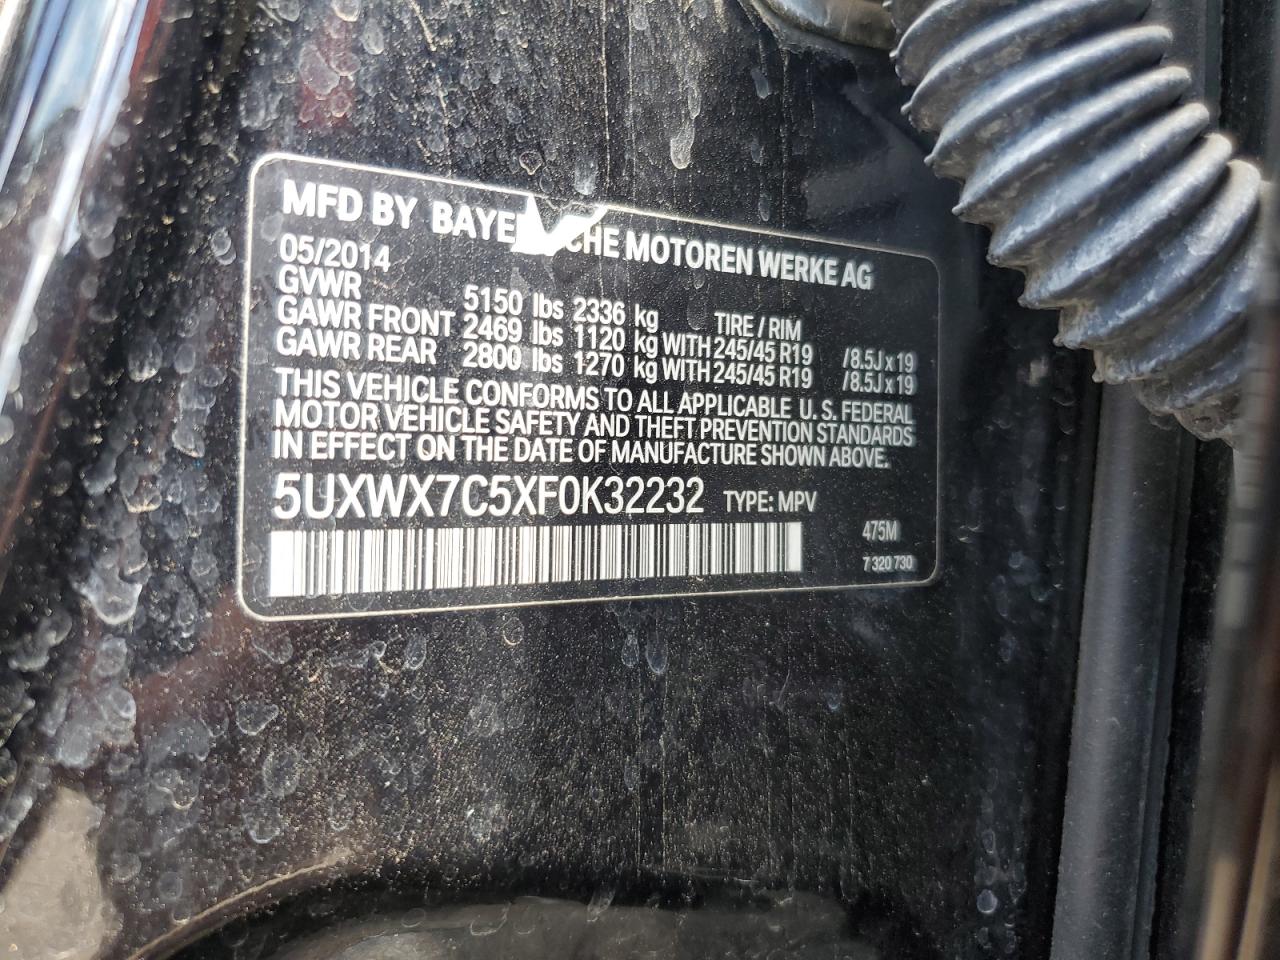 MFD BY BAYE CHE MOTOREN WERKE AG
05/2014
GVWR 5150 lbs 2336 kg TIRE / RIM
GAWR FRONT 2469 lbs 1120 kg WITH 245/45 R19 /8.5J x 19
GAWR REAR 2800 lbs 1270 kg WITH 245/45 R19 /8.5J x 19
THIS VEHICLE CONFORMS TO ALL APPLICABLE U.S. FEDERAL
MOTOR VEHICLE SAFETY AND THEFT PREVENTION STANDARDS
IN EFFECT ON THE DATE OF MANUFACTURE SHOWN ABOVE.
5UXWX7C5XF0K32232 TYPE: MPV
475M
7 320 730